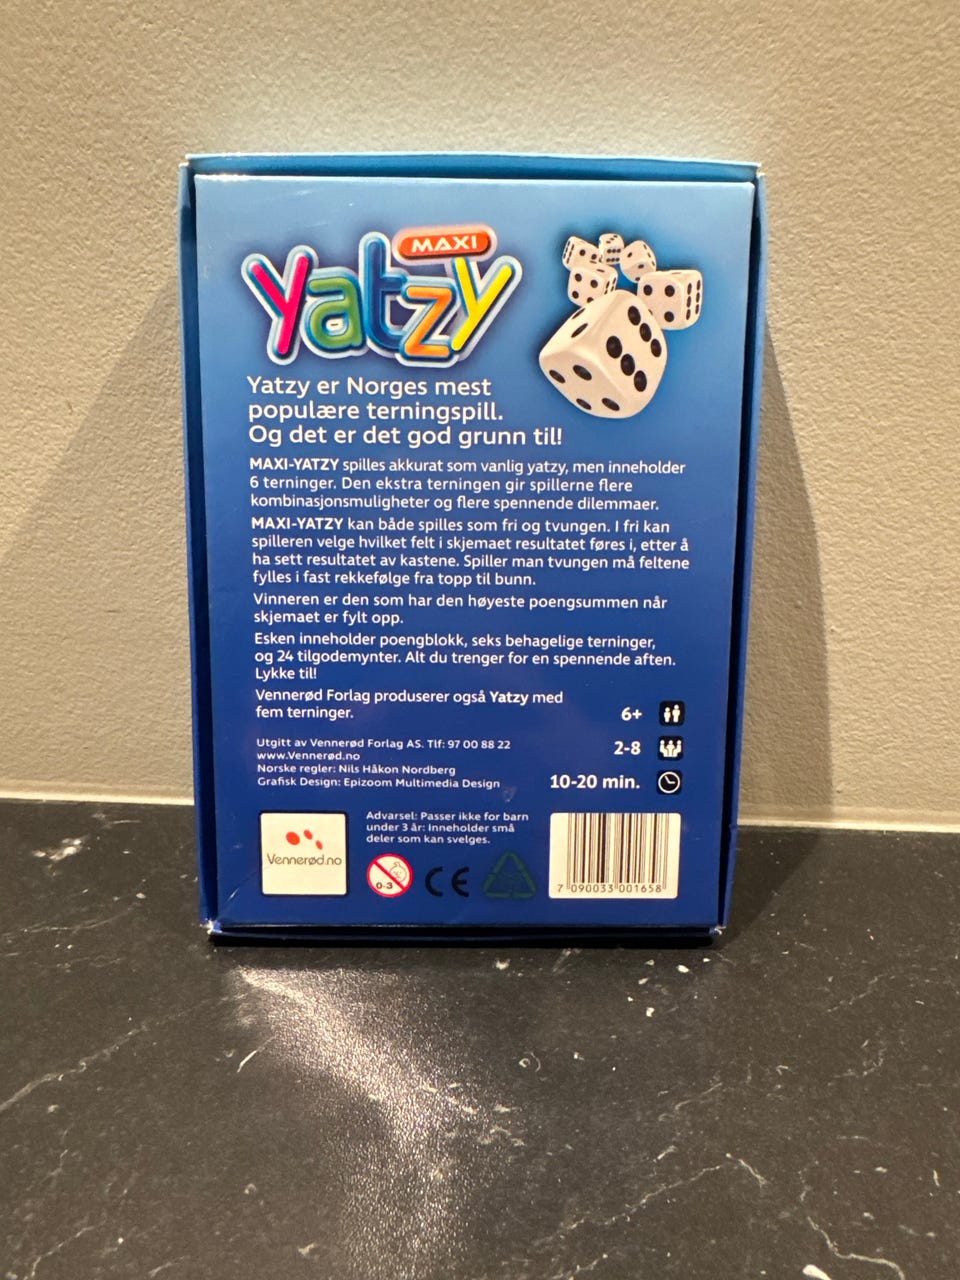 MAXI
Yatzy
Yatzy er Norges mest
populære terningspill.
Og det er det god grunn til!
MAXI-YATZY spilles akkurat som vanlig yatzy, men inneholder
6 terninger. Den ekstra terningen gir spillerne flere
kombinasjonsmuligheter og flere spennende dilemmaer.
MAXI-YATZY kan både spilles som fri og tvungen. I fri kan
spilleren velge hvilket felt i skjemaet resultatet føres i, etter å
ha sett resultatet av kastene. Spiller man tvungen må feltene
fylles i fast rekkefølge fra topp til bunn.
Vinneren er den som har den høyeste poengsummen når
skjemaet er fylt opp.
Esken inneholder poengblokk, seks behagelige terninger,
og 24 tilgodemynter. Alt du trenger for en spennende aften.
Lykke til!
Vennerød Forlag produserer også Yatzy med
fem terninger.
6+
2-8
10-20 min.
Utgitt av Vennerød Forlag AS. Tlf: 97 00 88 22
www.Vennerød.no
Norske regler: Nils Håkon Nordberg
Grafisk Design: Epizoom Multimedia Design
Vennerød.no
Advarsel: Passer ikke for barn
under 3 år: Inneholder små
deler som kan svelges.
0-3
CE
7 090033 001658